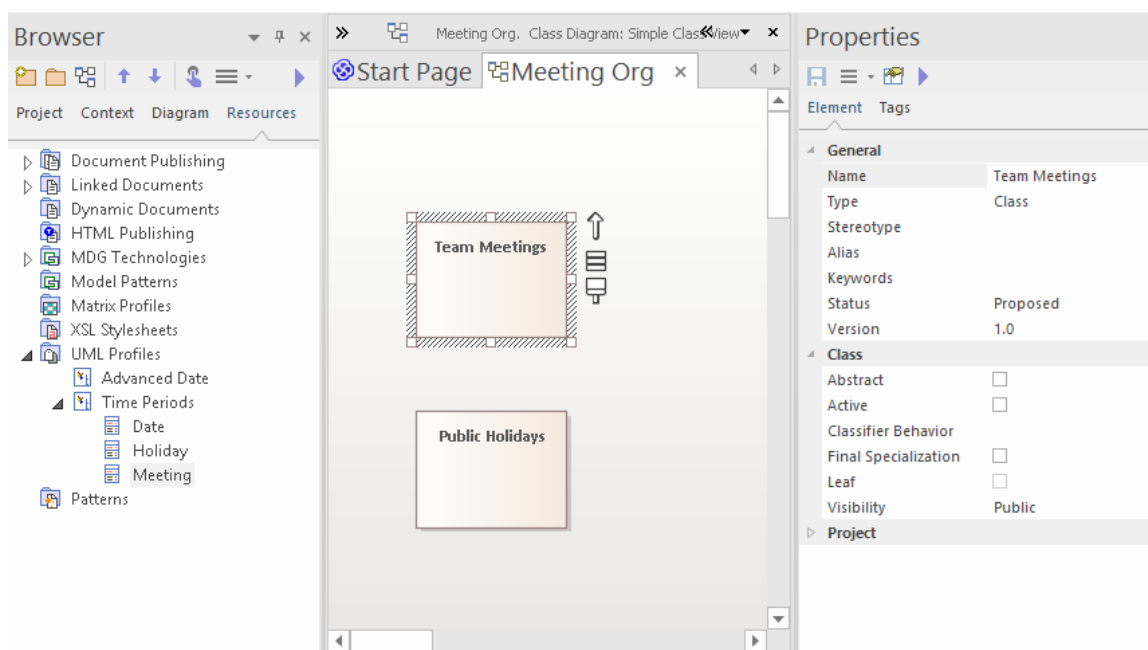 Browser
Project Context Diagram Resources
Document Publishing
Linked Documents
Dynamic Documents
HTML Publishing
MDG Technologies
Model Patterns
Matrix Profiles
XSL Stylesheets
UML Profiles
Advanced Date
Time Periods
Date
Holiday
Meeting
Patterns
Meeting Org. Class Diagram: Simple Class View
Start Page Meeting Org
Team Meetings
Public Holidays
Properties
Element Tags
General
Name Team Meetings
Type Class
Stereotype
Alias
Keywords
Status Proposed
Version 1.0
Class
Abstract
Active
Classifier Behavior
Final Specialization
Leaf
Visibility Public
Project